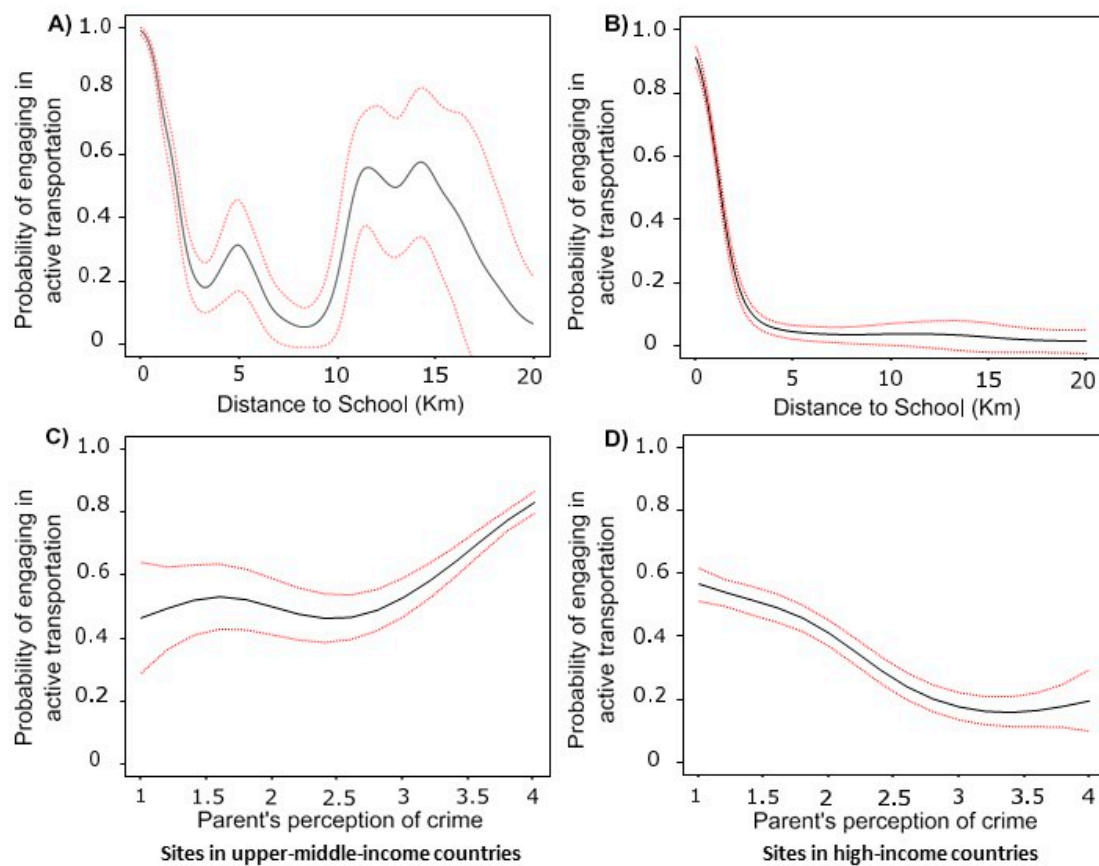 A)
Probability of engaging in
active transportation
1.0
0.8
0.6
0.4
0.2
0
0 5 10 15 20
Distance to School (Km)
B)
Probability of engaging in
active transportation
1.0
0.8
0.6
0.4
0.2
0
0 5 10 15 20
Distance to School (Km)
C)
Probability of engaging in
active transportation
1.0
0.8
0.6
0.4
0.2
0
1 1.5 2 2.5 3 3.5 4
Parent's perception of crime
Sites in upper-middle-income countries
D)
Probability of engaging in
active transportation
1.0
0.8
0.6
0.4
0.2
0
1 1.5 2 2.5 3 3.5 4
Parent's perception of crime
Sites in high-income countries